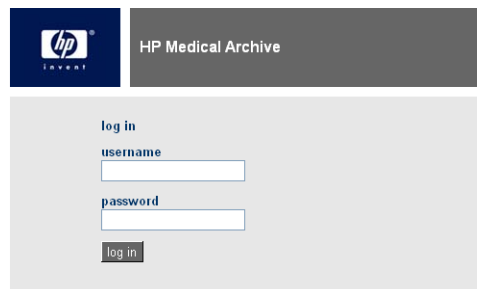 hp
invent
HP Medical Archive
log in
username
password
log in